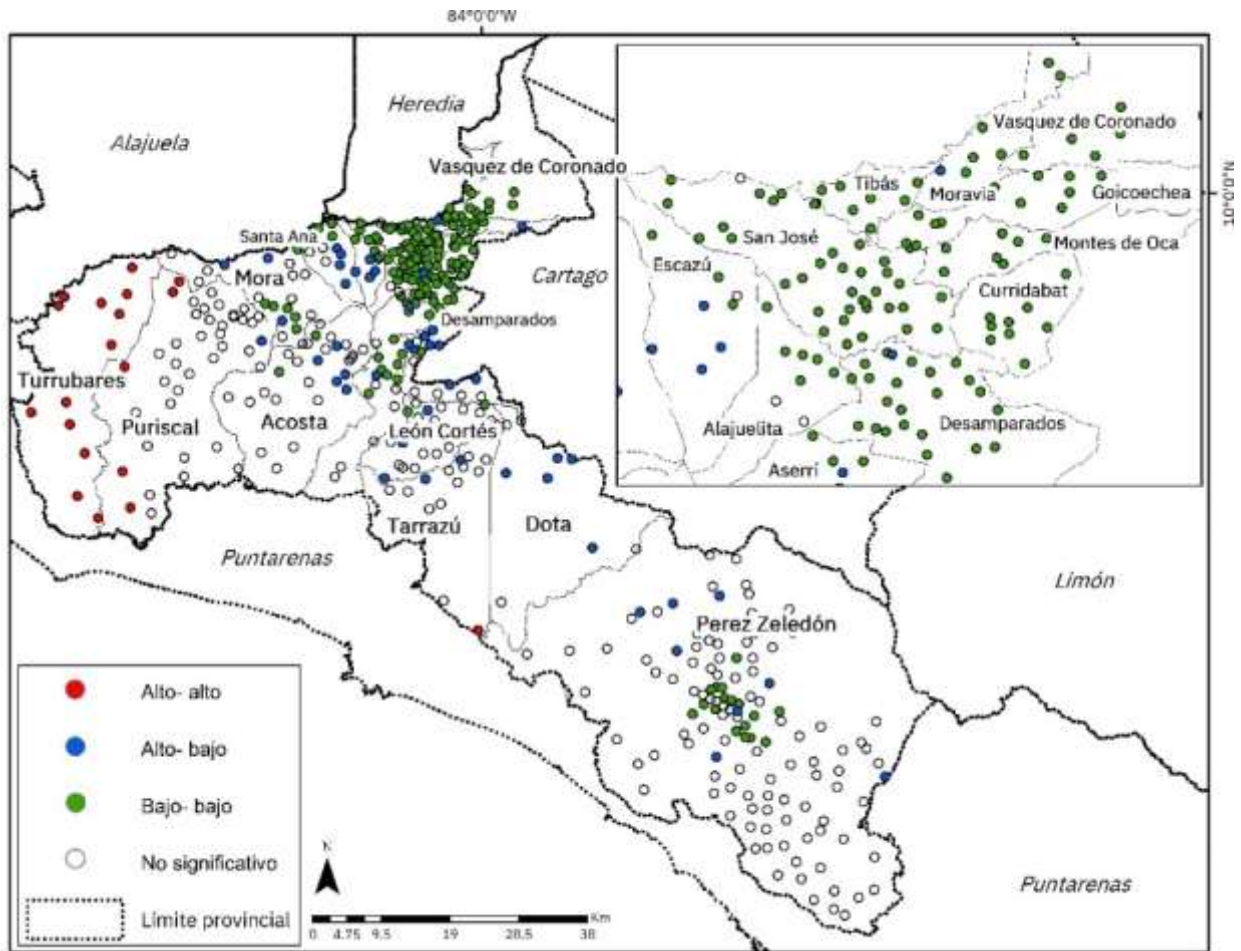 84°0'0"W
Heredia
Alajuela
Vasquez de Coronado
Santa Ana
Mora
Cartago
Desamparados
Turrubares
Puriscal
Acosta
León Cortés
Tarrazú
Dota
Puntarenas
Perez Zeledón
Limón
Puntarenas
Vasquez de Coronado
Tibás
Moravia
Goicoechea
San José
Montes de Oca
Escazú
Curridabat
Alajuelita
Desamparados
Aserrí
10°0'0"N
Alto- alto
Alto- bajo
Bajo- bajo
No significativo
Límite provincial
Km
0 4.75 9.5 19 28.5 38